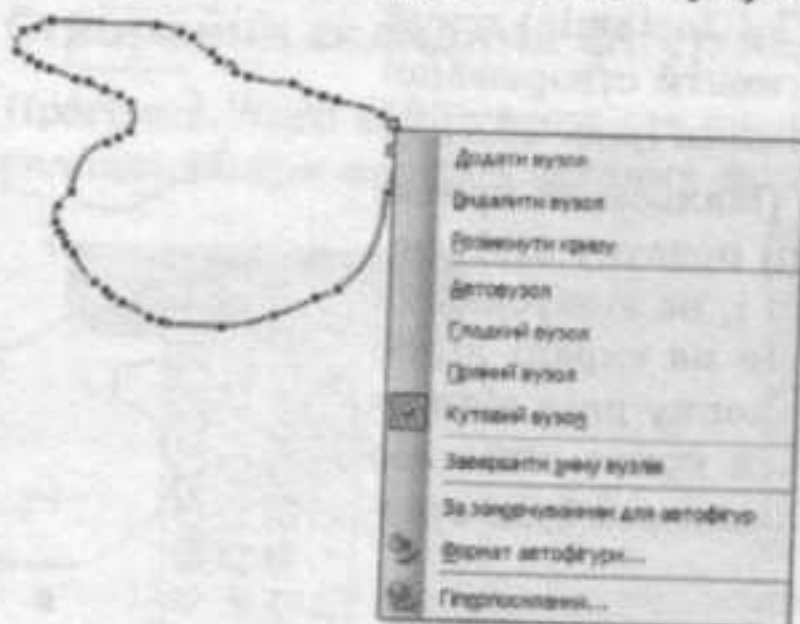 Додати вузол
Видалити вузол
Розімкнути криву
Автовузол
Гладкий вузол
Прямий вузол
Кутовий вузол
Завершити зміну вузлів
За замовчуванням для автофігур
Формат автофігури...
Гіперпосилання...